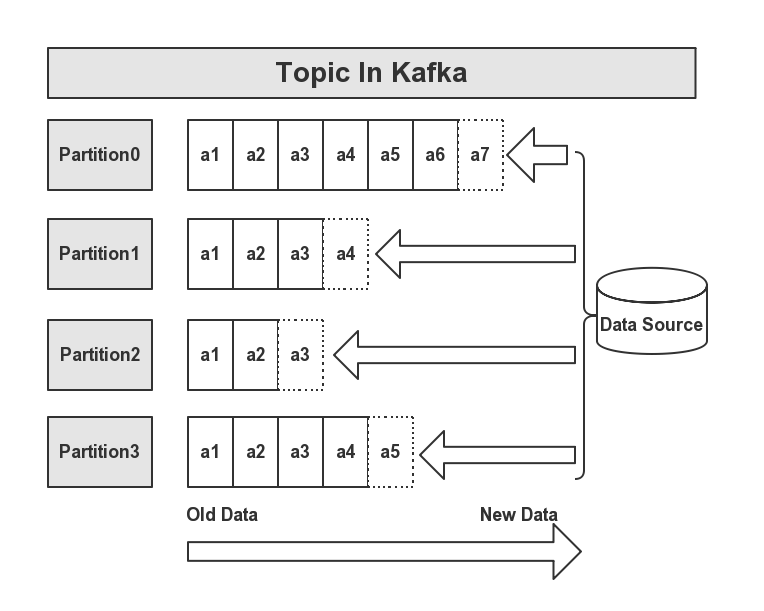 Topic In Kafka
Partition0 a1 a2 a3 a4 a5 a6 a7
Partition1 a1 a2 a3 a4
Data Source
Partition2 a1 a2 a3
Partition3 a1 a2 a3 a4 a5
Old Data New Data